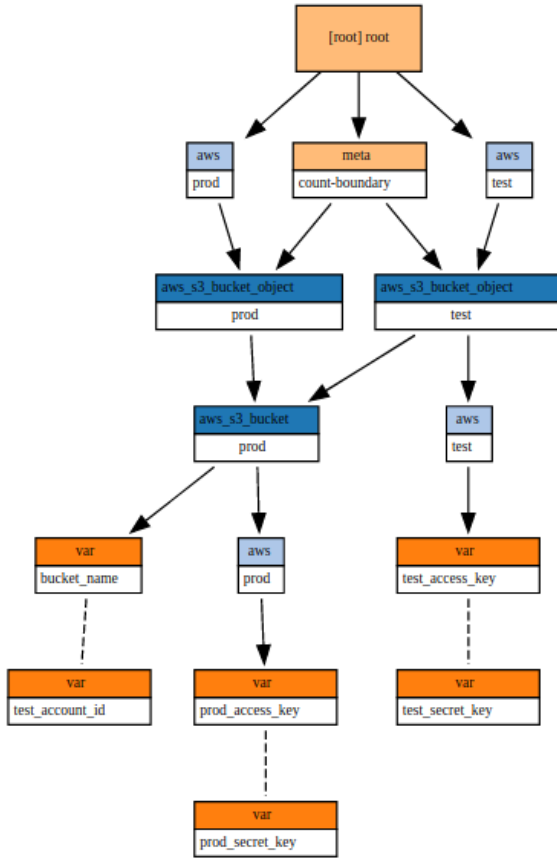 [root] root
aws
prod
meta
count-boundary
aws
test
aws_s3_bucket_object
prod
aws_s3_bucket_object
test
aws_s3_bucket
prod
aws
test
var
bucket_name
aws
prod
var
test_access_key
var
test_account_id
var
prod_access_key
var
test_secret_key
var
prod_secret_key